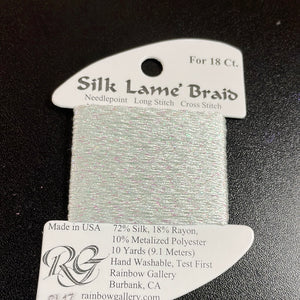 For 18 Ct.
Silk Lamé Braid
Needlepoint Long Stitch Cross Stitch
Made in USA
72% Silk, 18% Rayon,
10% Metalized Polyester
10 Yards (9.1 Meters)
Hand Washable, Test First
Rainbow Gallery
Burbank, CA
rainbowgallery.com
RG